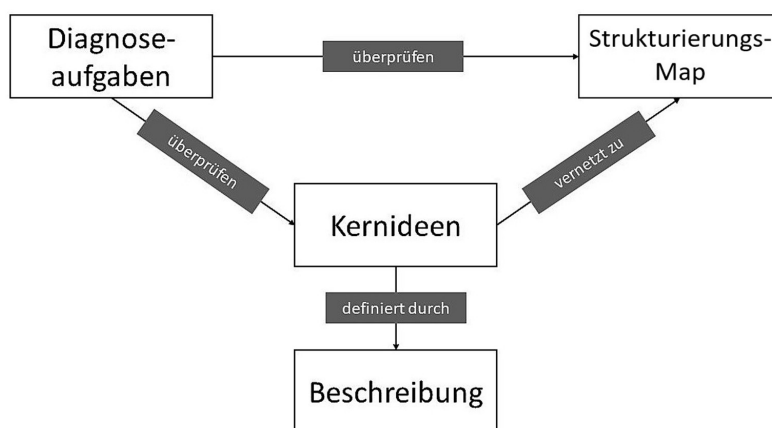 Diagnose-
aufgaben
überprüfen
Strukturierungs-
Map
überprüfen
vernetzt zu
Kernideen
definiert durch
Beschreibung